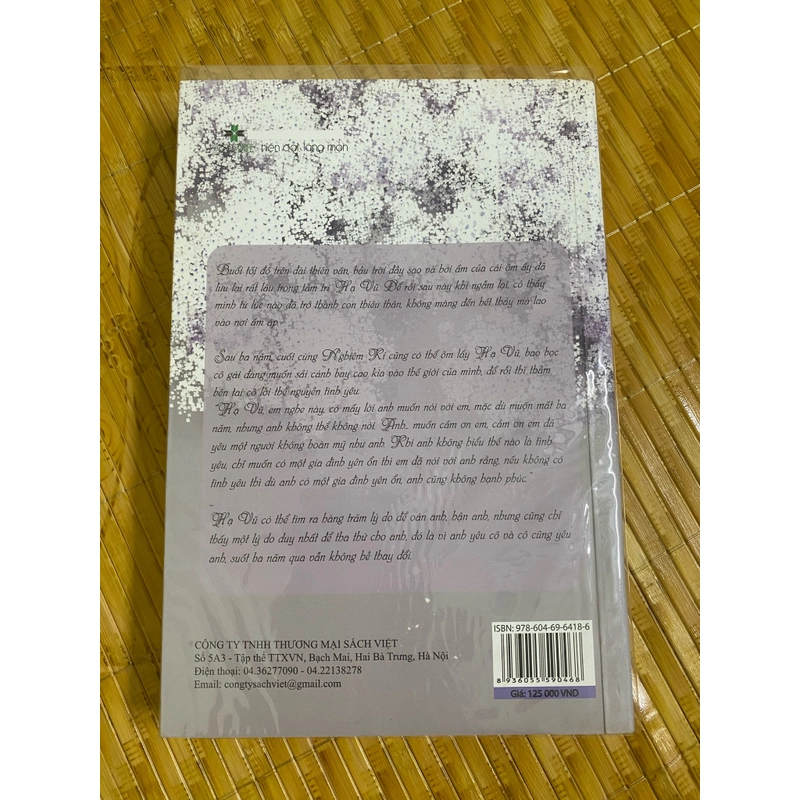 hiện đại lãng mạn
Buổi tối đó trên đài thiên văn, bầu trời đầy sao và hơi ấm của cái ôm ấy đã
lưu lại rất lâu trong tâm trí Hạ Vũ. Để rồi sau này khi ngẫm lại, cô thấy
mình từ lúc nào đã trở thành con thiêu thân, không màng đến hết thảy mà lao
vào nơi ấm áp.
Sau ba năm, cuối cùng Nghiêm Kỉ cũng có thể ôm lấy Hạ Vũ, bao bọc
cô gái đang muốn sải cánh bay cao kia vào thế giới của mình, để rồi thì thầm
bên tai cô lời thề nguyền tình yêu.
"Hạ Vũ, em nghe này, có mấy lời anh muốn nói với em, mặc dù muộn mất ba
năm, nhưng anh không thể không nói. Anh... muốn cảm ơn em, cảm ơn em đã
yêu một người không hoàn mỹ như anh. Khi anh không hiểu thế nào là tình
yêu, chỉ muốn có một gia đình yên ổn thì em đã nói với anh rằng, nếu không có
tình yêu thì dù anh có một gia đình yên ổn, anh cũng không hạnh phúc."
...
Hạ Vũ có thể tìm ra hàng trăm lý do để oán anh, hận anh, nhưng cũng chỉ
thấy một lý do duy nhất để tha thứ cho anh, đó là vì anh yêu cô và cô cũng yêu
anh, suốt ba năm qua vẫn không hề thay đổi.
CÔNG TY TNHH THƯƠNG MẠI SÁCH VIỆT
Số 5A3 - Tập thể TTXVN, Bạch Mai, Hai Bà Trưng, Hà Nội
Điện thoại: 04.36277090 - 04.22138278
Email: congtysachviet@gmail.com
ISBN: 978-604-69-6418-6
8 936055 590468
Giá: 125 000 VND